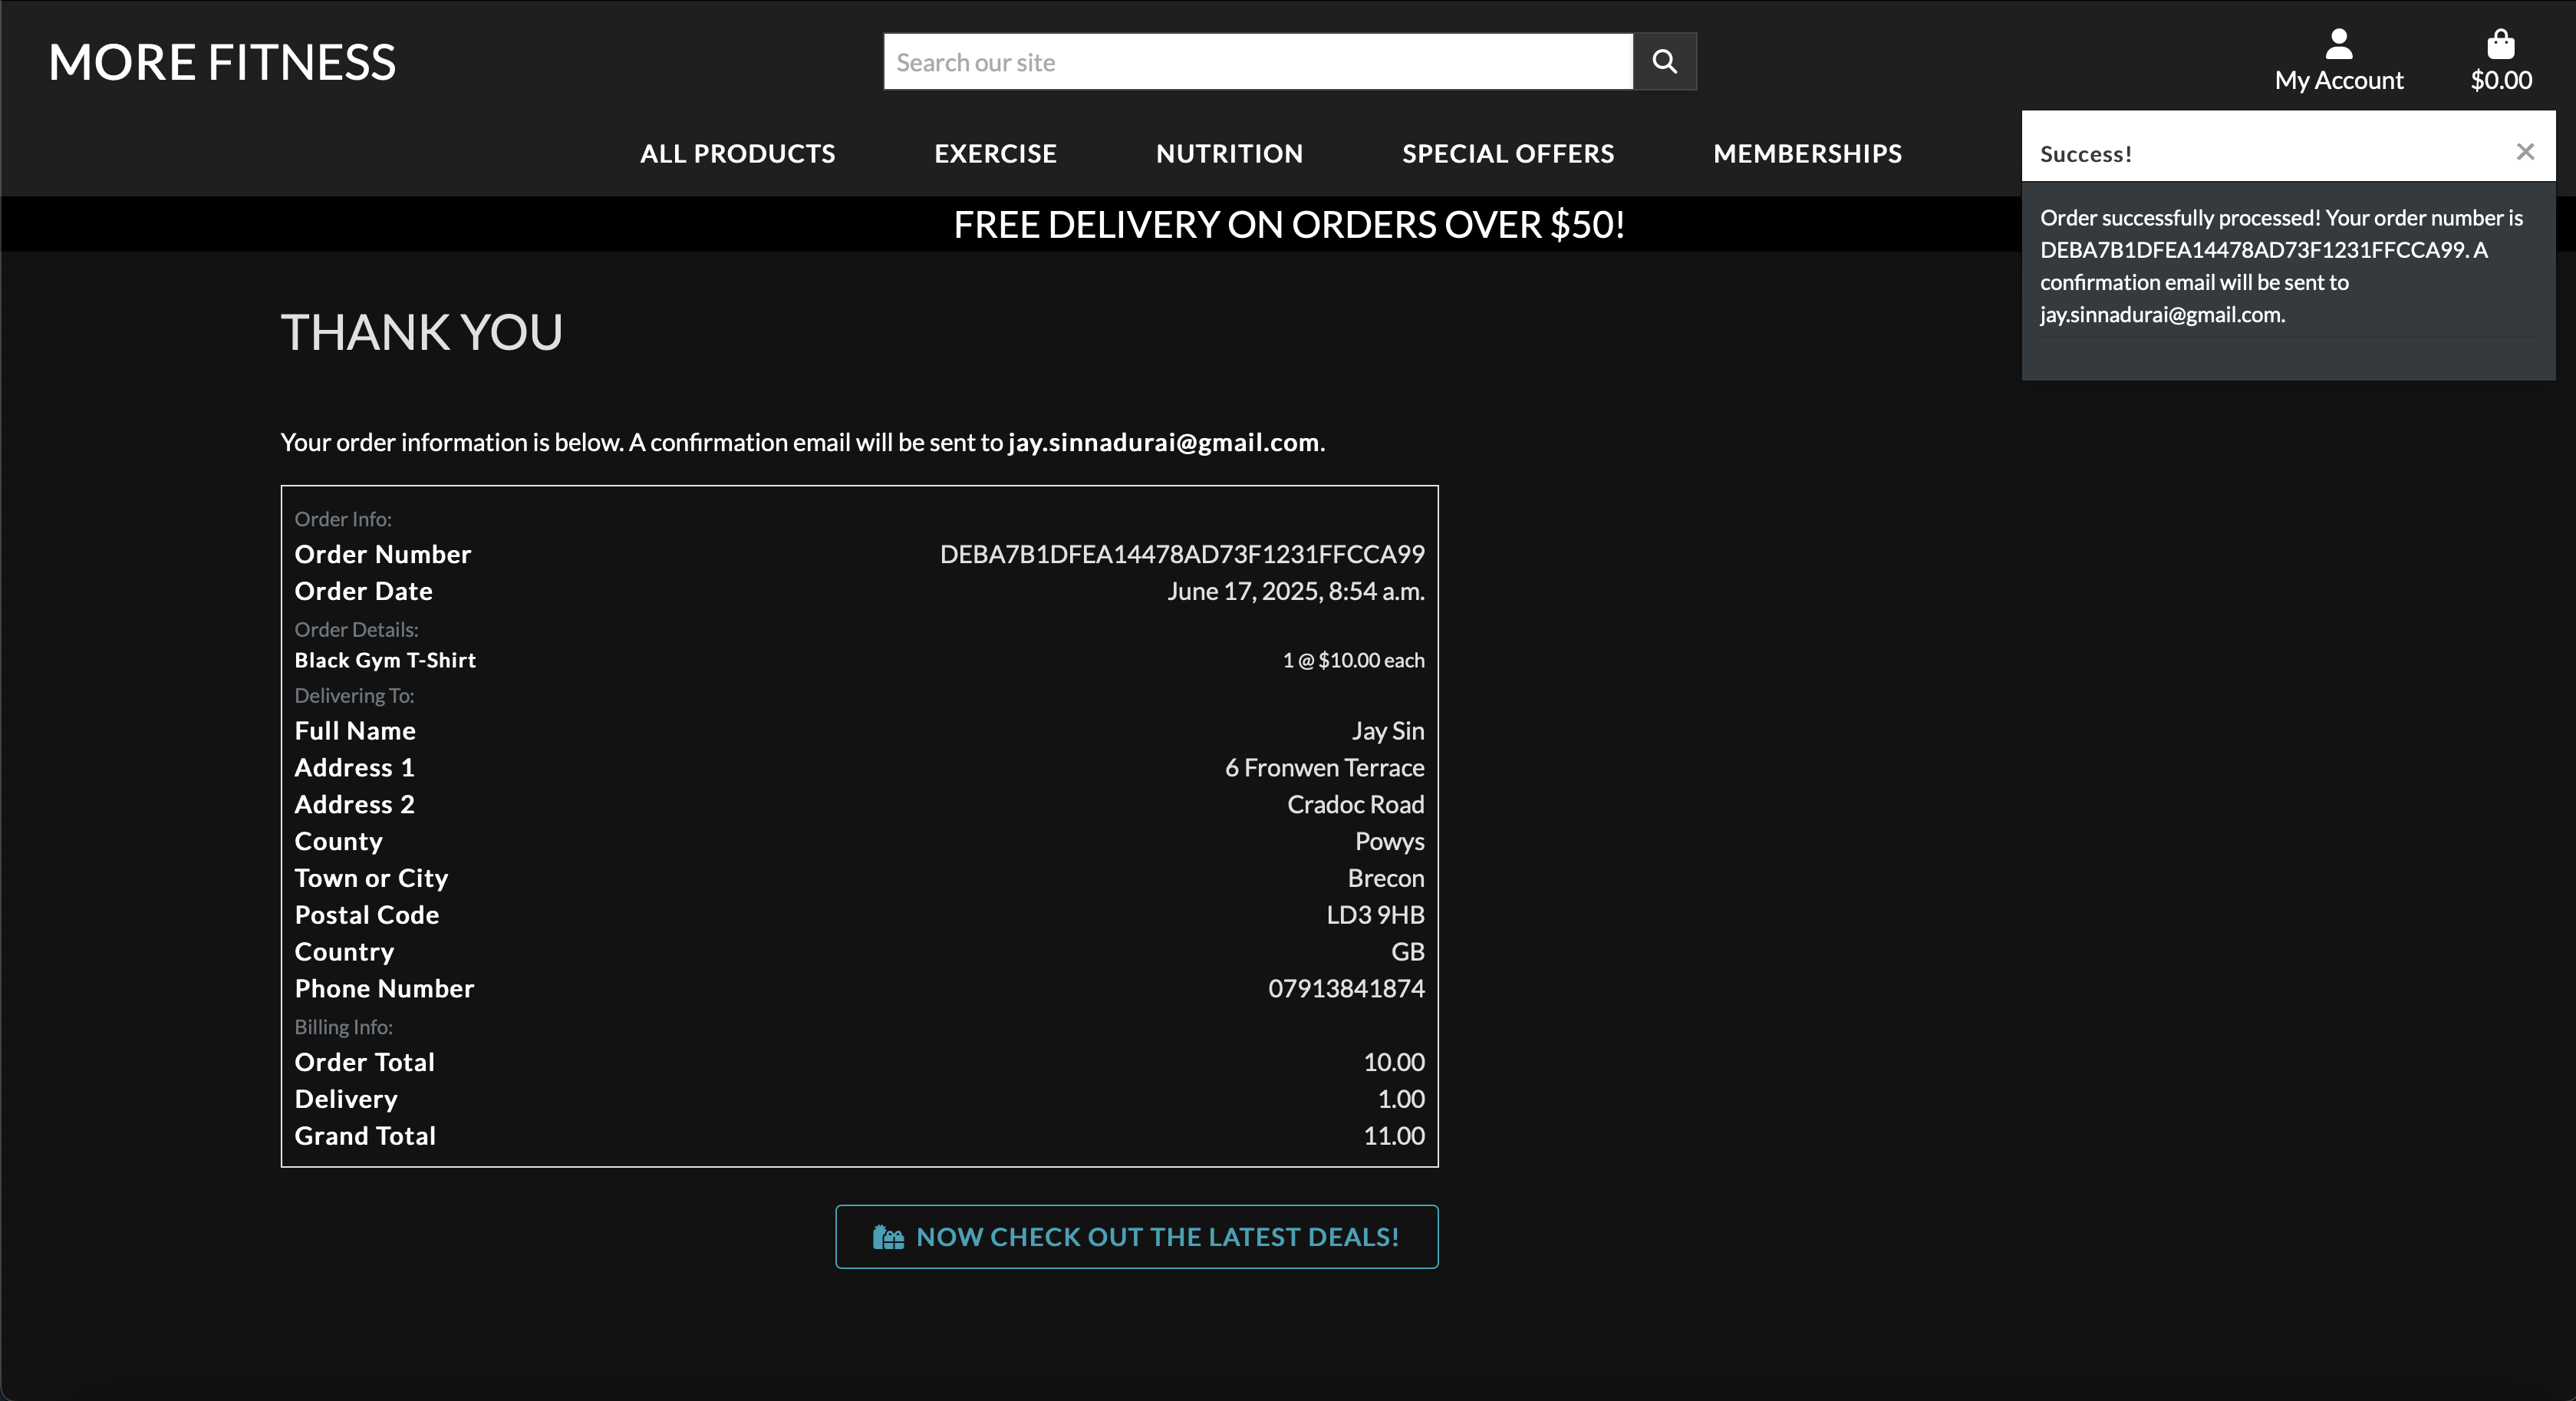 MORE FITNESS
Search our site
My Account
$0.00
ALL PRODUCTS
EXERCISE
NUTRITION
SPECIAL OFFERS
MEMBERSHIPS
FREE DELIVERY ON ORDERS OVER $50!
Success!
Order successfully processed! Your order number is
DEBA7B1DFEA14478AD73F1231FFCCA99. A
confirmation email will be sent to
jay.sinnadurai@gmail.com.
THANK YOU
Your order information is below. A confirmation email will be sent to jay.sinnadurai@gmail.com.
Order Info:
Order Number DEBA7B1DFEA14478AD73F1231FFCCA99
Order Date June 17, 2025, 8:54 a.m.
Order Details:
Black Gym T-Shirt 1 @ $10.00 each
Delivering To:
Full Name Jay Sin
Address 1 6 Fronwen Terrace
Address 2 Cradoc Road
County Powys
Town or City Brecon
Postal Code LD3 9HB
Country GB
Phone Number 07913841874
Billing Info:
Order Total 10.00
Delivery 1.00
Grand Total 11.00
NOW CHECK OUT THE LATEST DEALS!